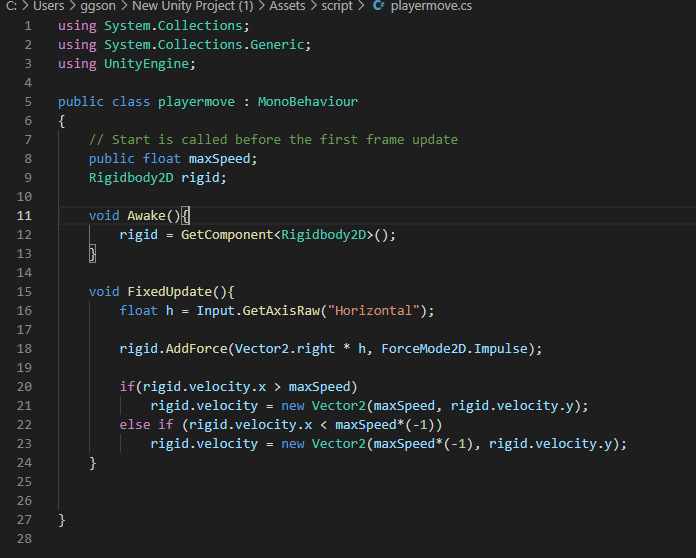 C: > Users > ggson > New Unity Project (1) > Assets > script > playermove.cs
1 using System.Collections;
2 using System.Collections.Generic;
3 using UnityEngine;
4
5 public class playermove : MonoBehaviour
6 {
7 // Start is called before the first frame update
8 public float maxSpeed;
9 Rigidbody2D rigid;
10
11 void Awake(){
12 rigid = GetComponent<Rigidbody2D>();
13 }
14
15 void FixedUpdate(){
16 float h = Input.GetAxisRaw("Horizontal");
17
18 rigid.AddForce(Vector2.right * h, ForceMode2D.Impulse);
19
20 if(rigid.velocity.x > maxSpeed)
21 rigid.velocity = new Vector2(maxSpeed, rigid.velocity.y);
22 else if (rigid.velocity.x < maxSpeed*(-1))
23 rigid.velocity = new Vector2(maxSpeed*(-1), rigid.velocity.y);
24 }
25
26
27 }
28